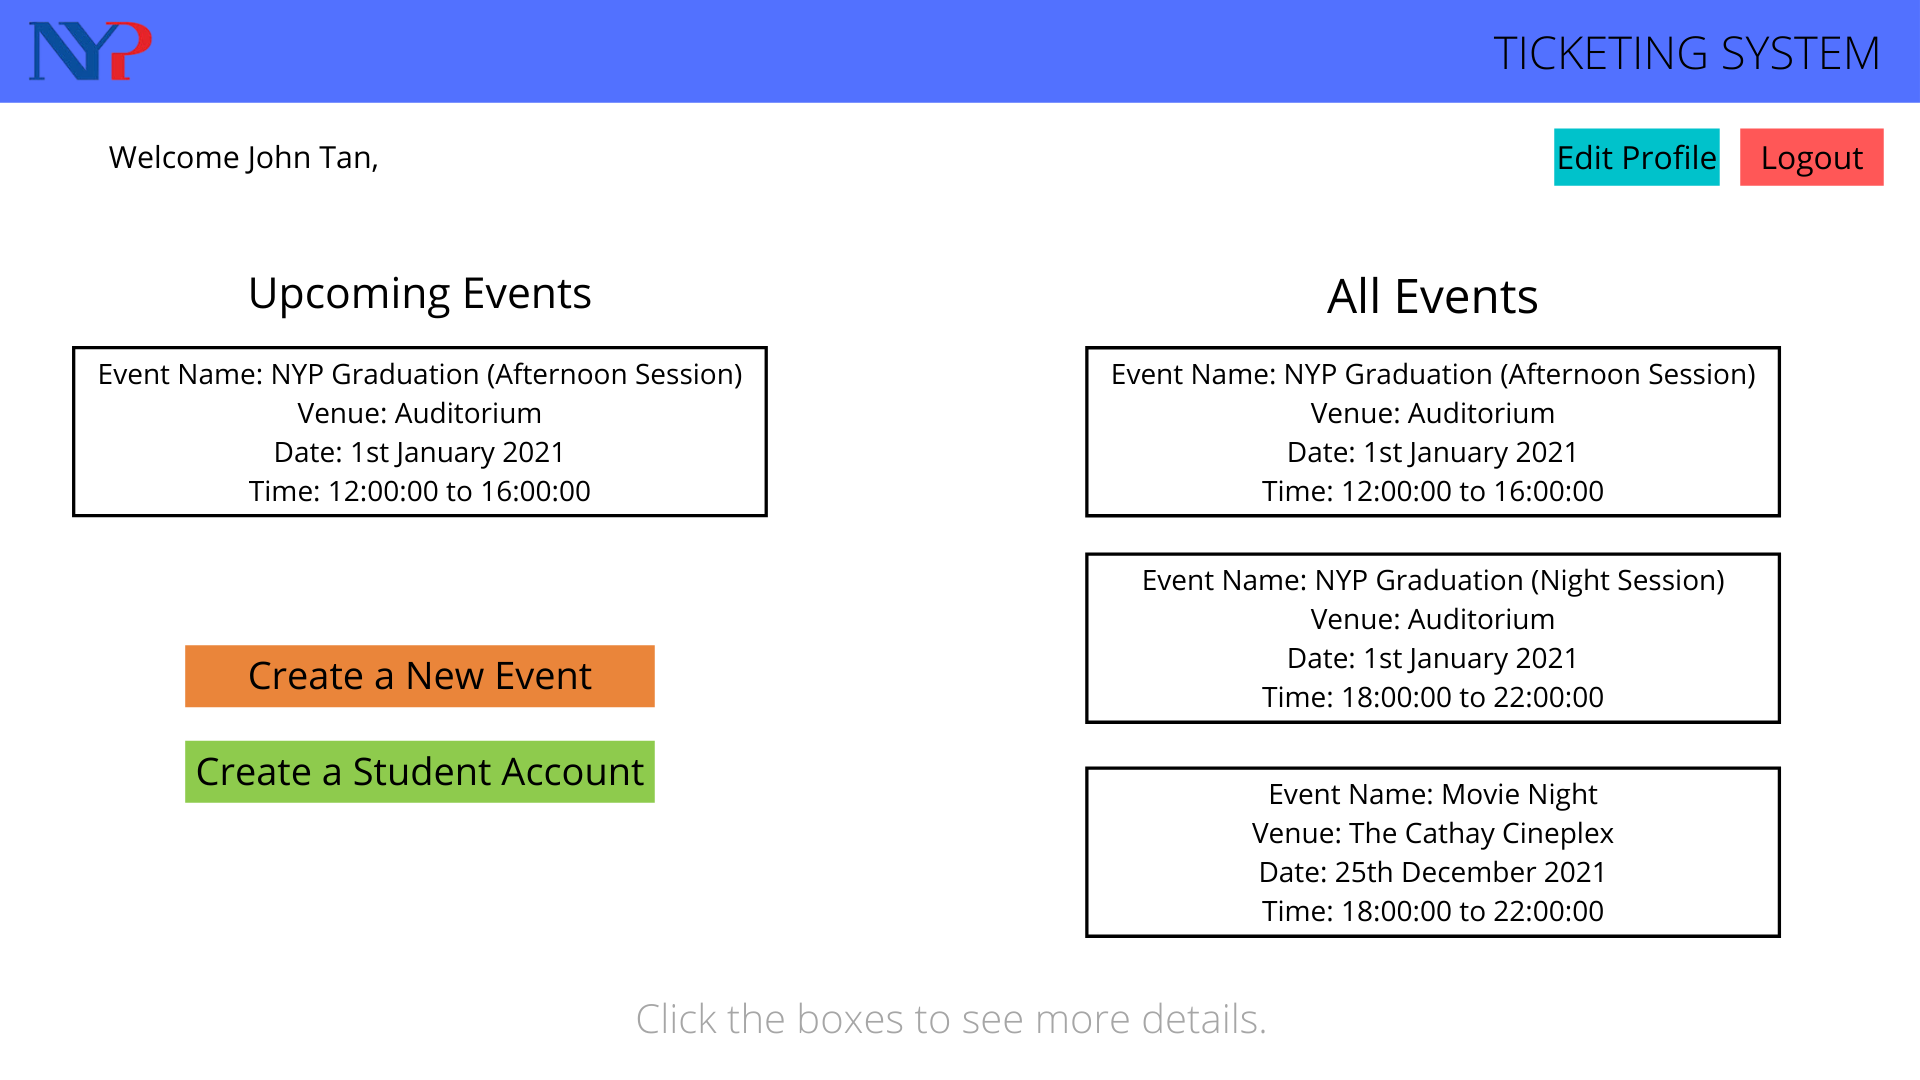 NYP
TICKETING SYSTEM
Welcome John Tan,
Edit Profile
Logout
Upcoming Events
Event Name: NYP Graduation (Afternoon Session)
Venue: Auditorium
Date: 1st January 2021
Time: 12:00:00 to 16:00:00
Create a New Event
Create a Student Account
All Events
Event Name: NYP Graduation (Afternoon Session)
Venue: Auditorium
Date: 1st January 2021
Time: 12:00:00 to 16:00:00
Event Name: NYP Graduation (Night Session)
Venue: Auditorium
Date: 1st January 2021
Time: 18:00:00 to 22:00:00
Event Name: Movie Night
Venue: The Cathay Cineplex
Date: 25th December 2021
Time: 18:00:00 to 22:00:00
Click the boxes to see more details.